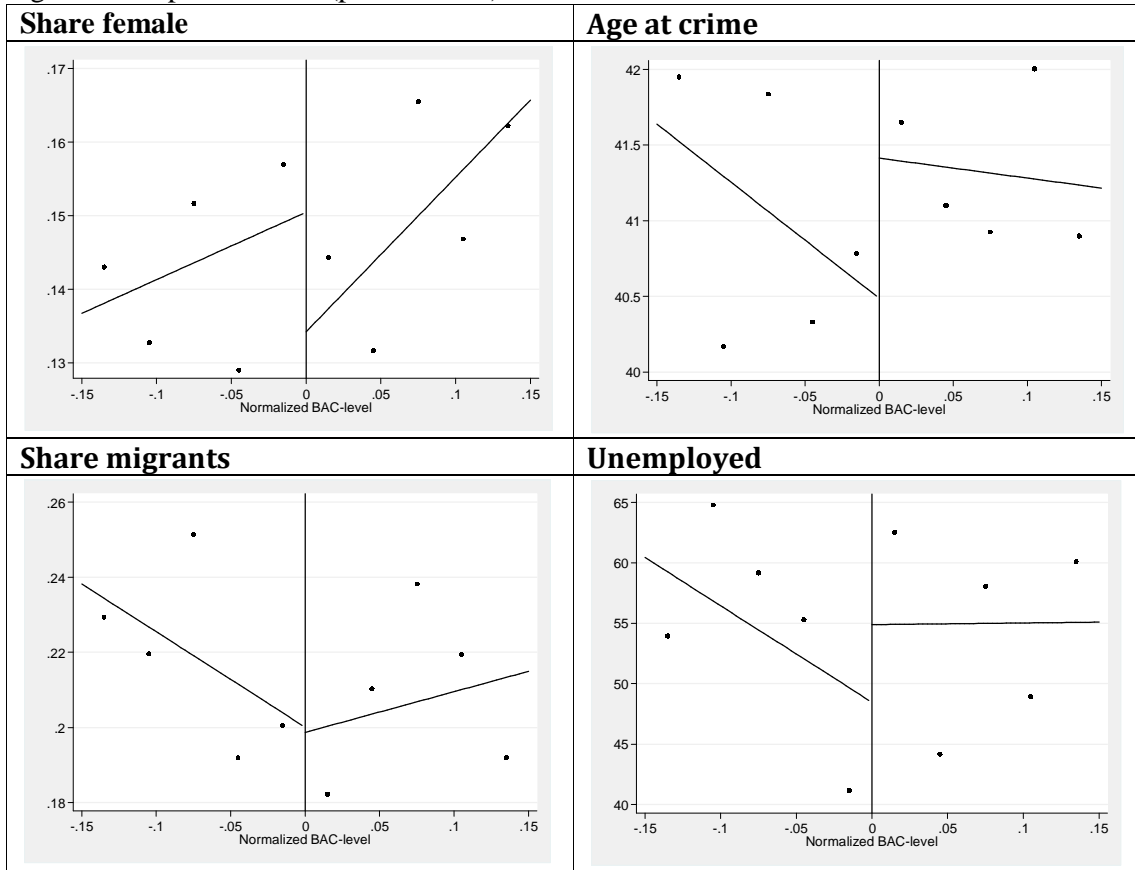 Share female
Age at crime
.17
.16
.15
.14
.13
-.15 -.1 -.05 0 .05 .1 .15
Normalized BAC-level
42
41.5
41
40.5
40
-.15 -.1 -.05 0 .05 .1 .15
Normalized BAC-level
Share migrants
Unemployed
.26
.24
.22
.2
.18
-.15 -.1 -.05 0 .05 .1 .15
Normalized BAC-level
65
60
55
50
45
40
-.15 -.1 -.05 0 .05 .1 .15
Normalized BAC-level